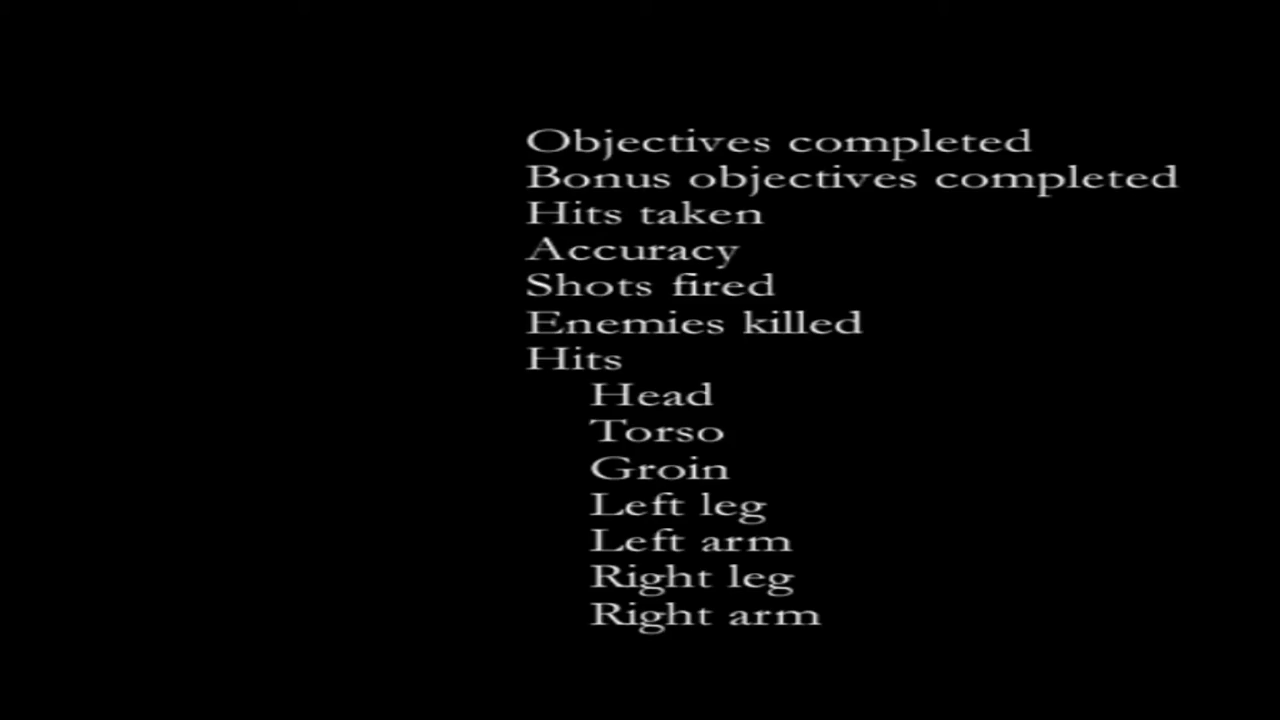 Objectives completed
Bonus objectives completed
Hits taken
Accuracy
Shots fired
Enemies killed
Hits
Head
Torso
Groin
Left leg
Left arm
Right leg
Right arm